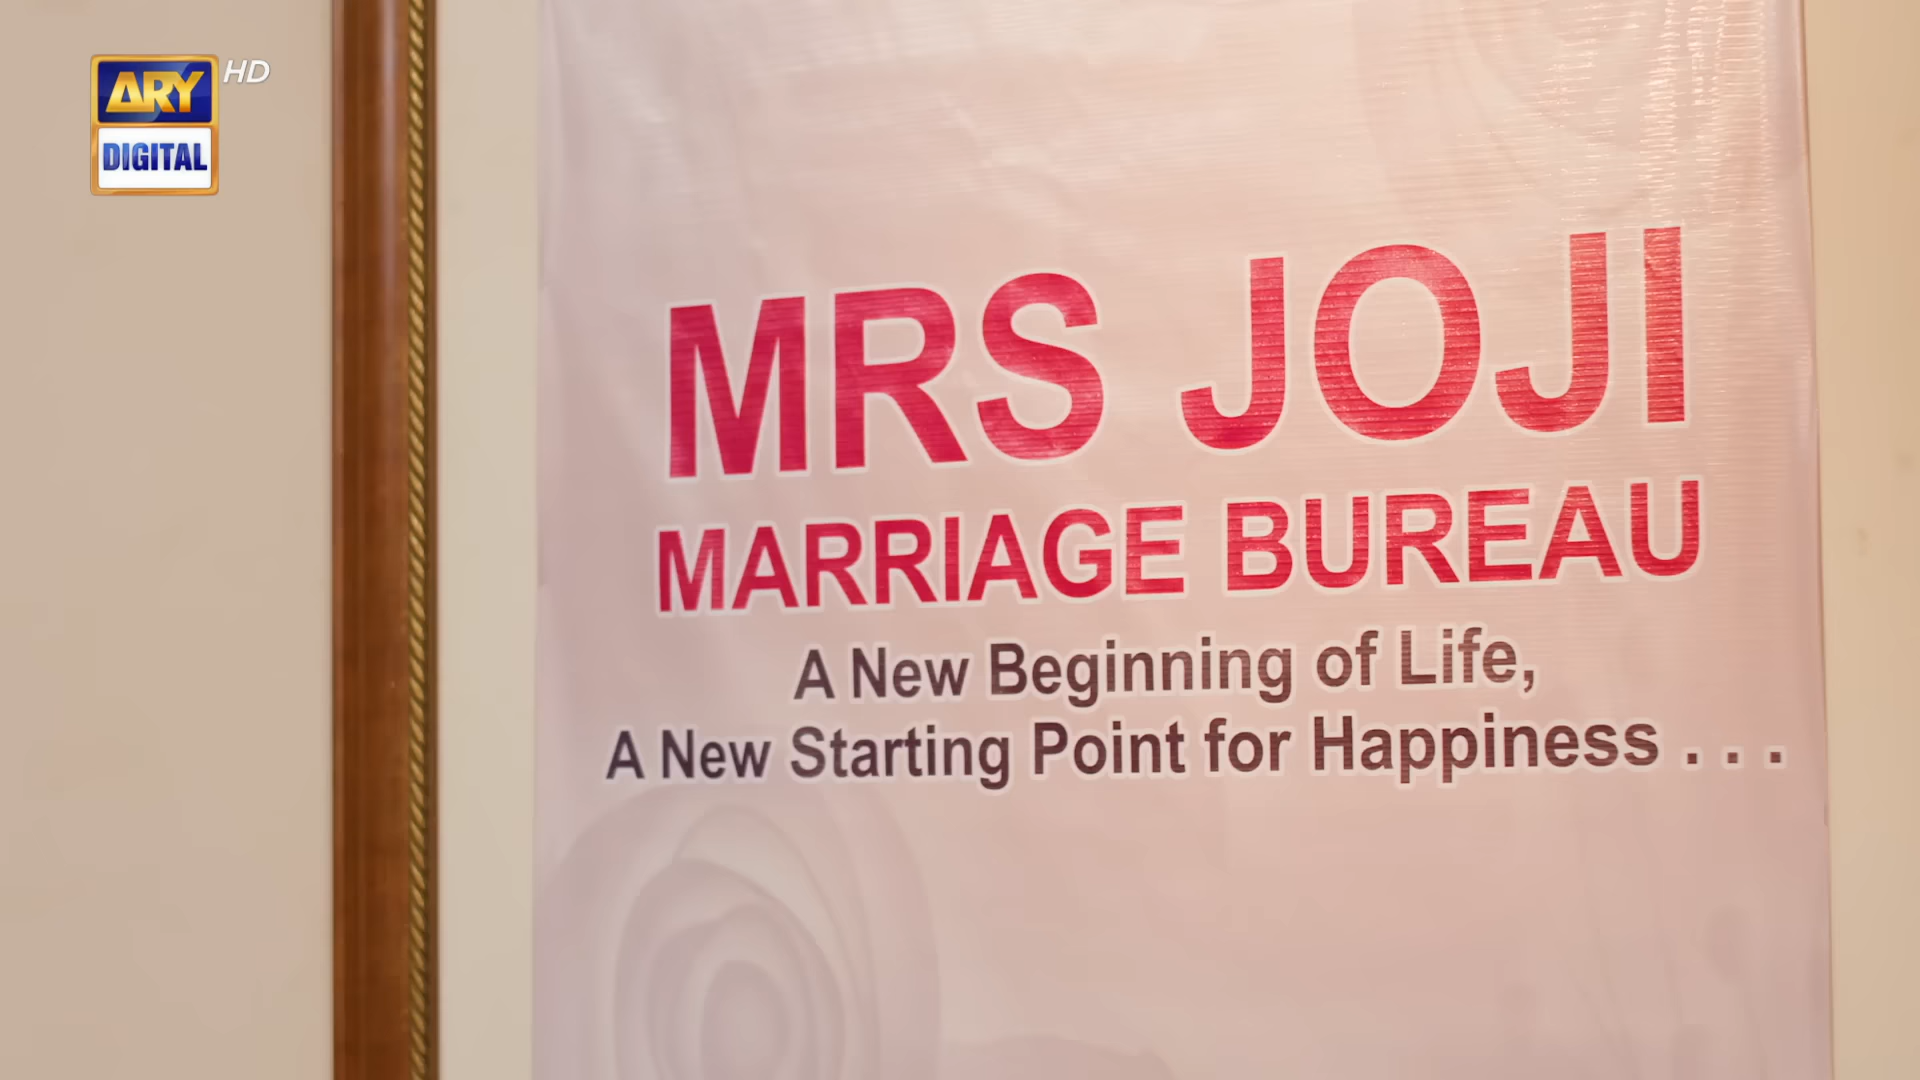 ARY HD
DIGITAL
MRS JOJI
MARRIAGE BUREAU
A New Beginning of Life,
A New Starting Point for Happiness . . .